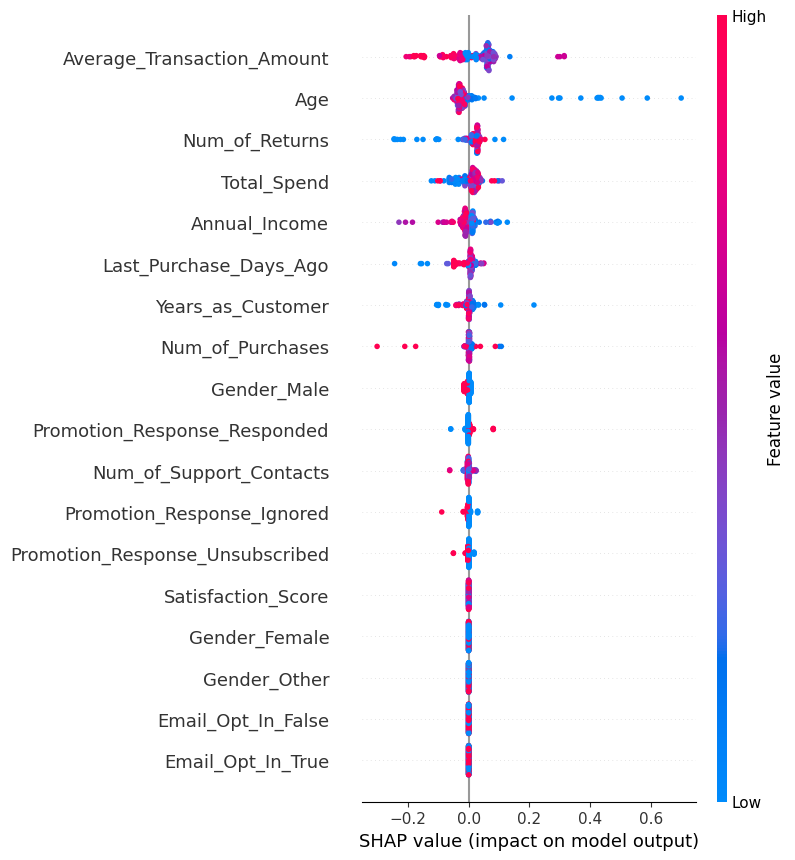 High
Average_Transaction_Amount
Age
Num_of_Returns
Total_Spend
Annual_Income
Last_Purchase_Days_Ago
Years_as_Customer
Num_of_Purchases
Gender_Male
Promotion_Response_Responded
Num_of_Support_Contacts
Promotion_Response_Ignored
Promotion_Response_Unsubscribed
Satisfaction_Score
Gender_Female
Gender_Other
Email_Opt_In_False
Email_Opt_In_True
Feature value
Low
−0.2 0.0 0.2 0.4 0.6
SHAP value (impact on model output)